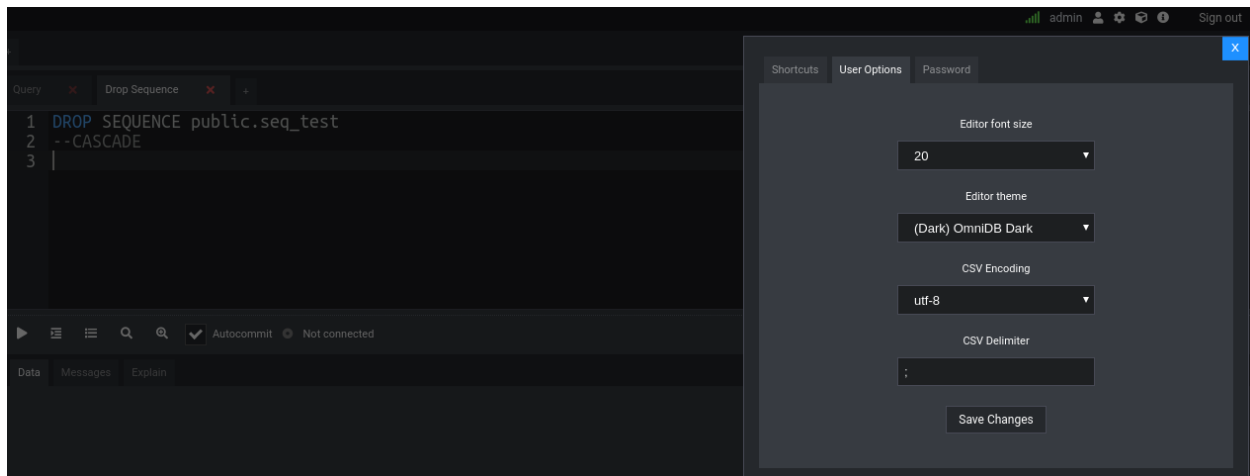 admin Sign out
X
Shortcuts User Options Password
Query × Drop Sequence × +
1 DROP SEQUENCE public.seq_test
2 --CASCADE
3
Autocommit Not connected
Data Messages Explain
Editor font size
20
Editor theme
(Dark) OmniDB Dark
CSV Encoding
utf-8
CSV Delimiter
;
Save Changes